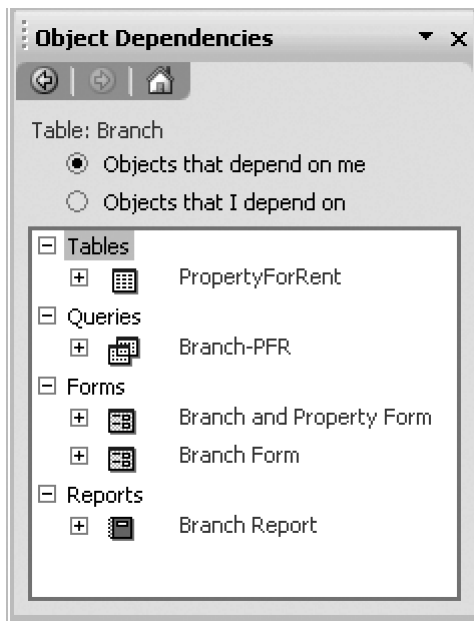 Object Dependencies
Table: Branch
Objects that depend on me
Objects that I depend on
Tables
PropertyForRent
Queries
Branch-PFR
Forms
Branch and Property Form
Branch Form
Reports
Branch Report